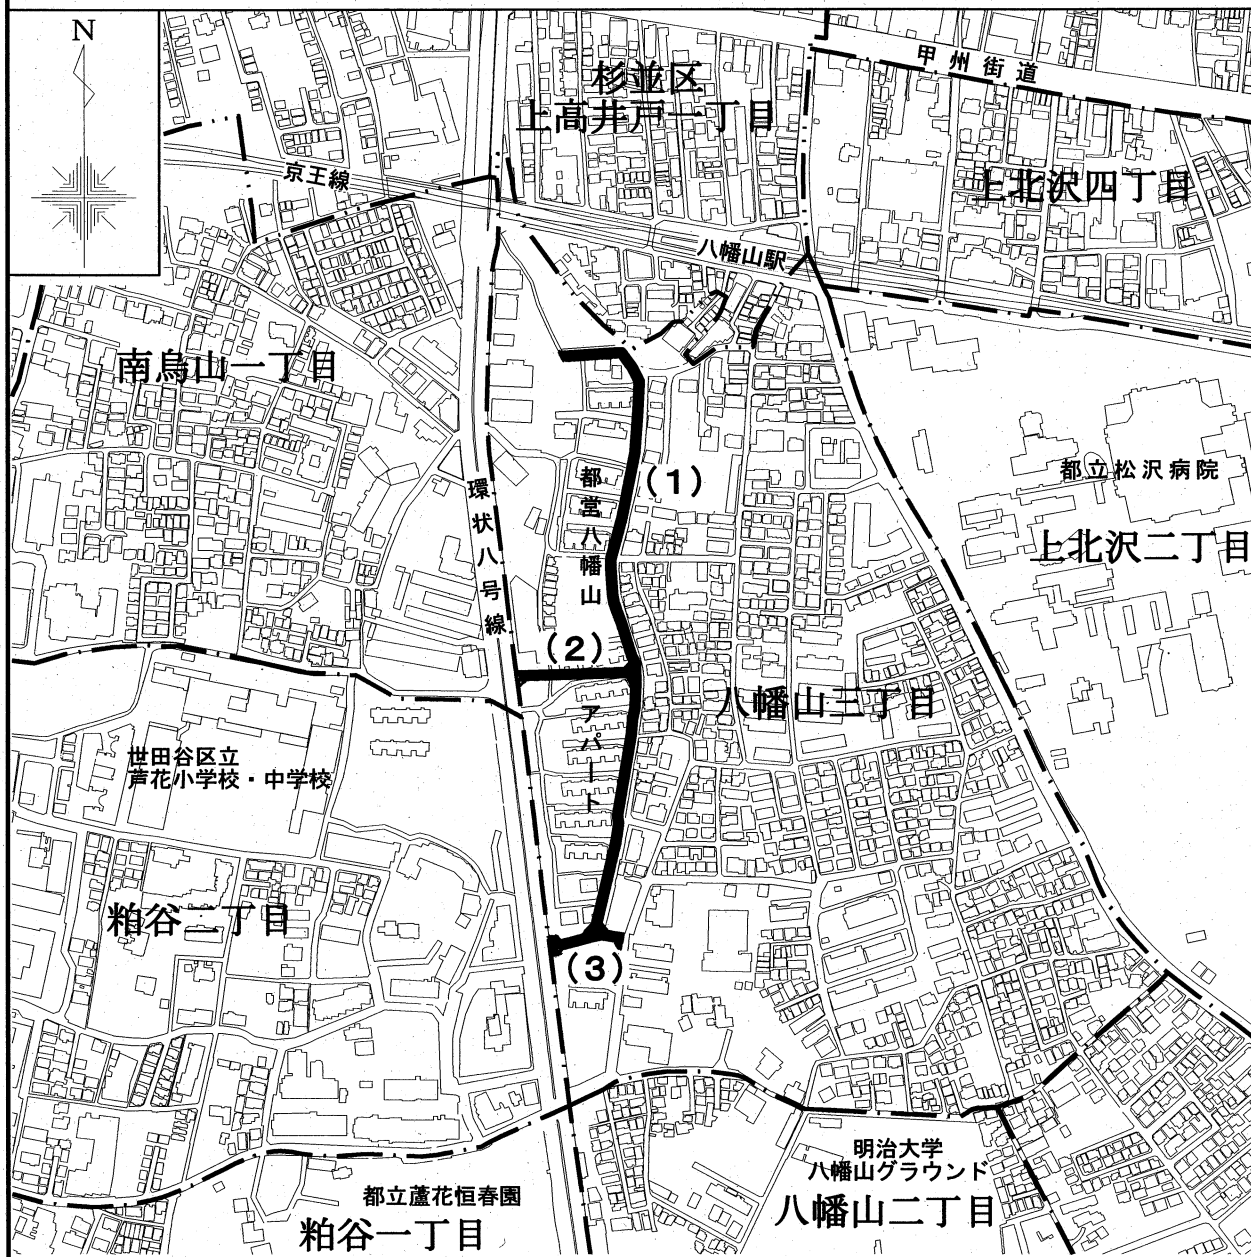 N
甲州街道
杉並区
上高井戸一丁目
京王線
上北沢四丁目
八幡山駅
南烏山一丁目
都立松沢病院
(1)
環状八号線
都営八幡山
アパート
上北沢二丁目
(2)
八幡山三丁目
世田谷区立
芦花小学校・中学校
粕谷二丁目
(3)
明治大学
八幡山グラウンド
八幡山二丁目
都立蘆花恒春園
粕谷一丁目